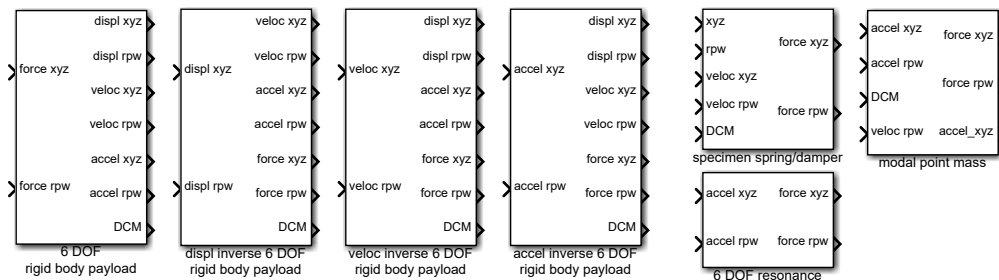 force xyz
force rpw
displ xyz
displ rpw
veloc xyz
veloc rpw
accel xyz
accel rpw
DCM
6 DOF
rigid body payload
displ xyz
displ rpw
veloc xyz
veloc rpw
accel xyz
accel rpw
force xyz
force rpw
DCM
displ inverse 6 DOF
rigid body payload
veloc xyz
veloc rpw
displ xyz
displ rpw
accel xyz
accel rpw
force xyz
force rpw
DCM
veloc inverse 6 DOF
rigid body payload
accel xyz
accel rpw
displ xyz
displ rpw
veloc xyz
veloc rpw
force xyz
force rpw
DCM
accel inverse 6 DOF
rigid body payload
xyz
rpw
veloc xyz
veloc rpw
DCM
force xyz
force rpw
specimen spring/damper
accel xyz
accel rpw
force xyz
force rpw
6 DOF resonance
accel xyz
accel rpw
DCM
veloc rpw
force xyz
force rpw
accel_xyz
modal point mass